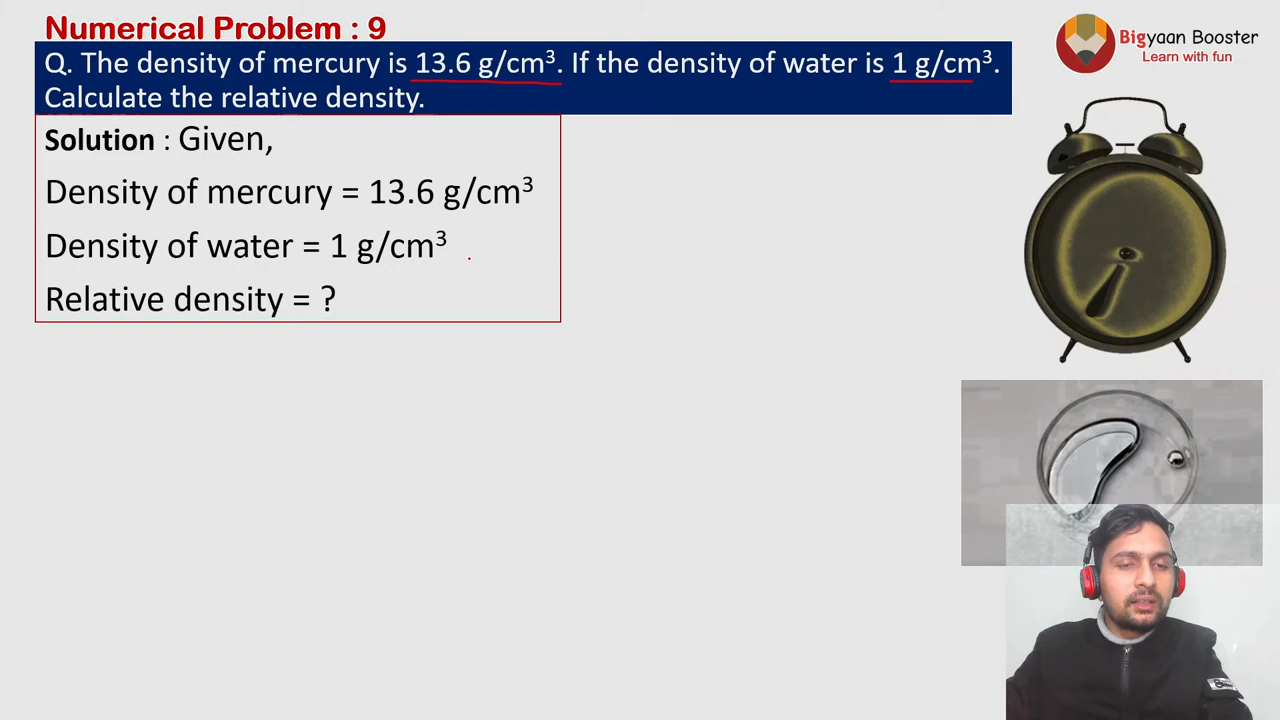 Numerical Problem : 9
Bigyaan Booster
Learn with fun
Q. The density of mercury is 13.6 g/cm³. If the density of water is 1 g/cm³.
Calculate the relative density.
Solution : Given,
Density of mercury = 13.6 g/cm³
Density of water = 1 g/cm³
Relative density = ?